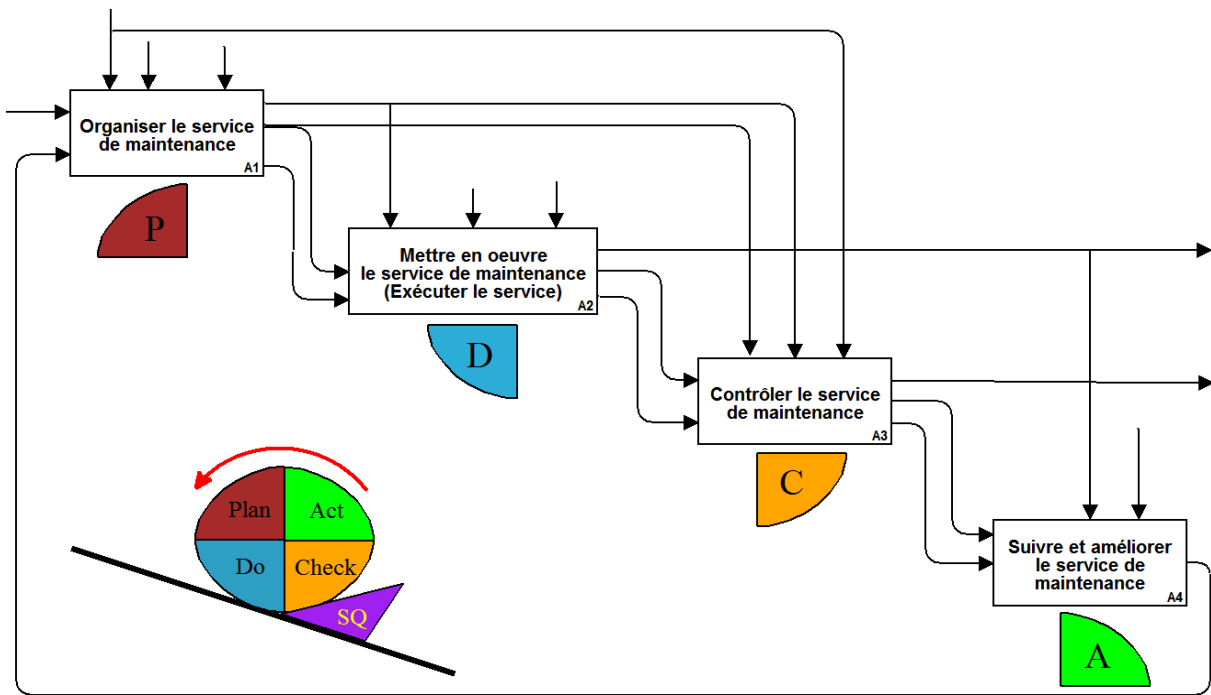 Organiser le service
de maintenance
A1
P
Mettre en oeuvre
le service de maintenance
(Exécuter le service)
A2
D
Contrôler le service
de maintenance
A3
C
Plan
Act
Do
Check
SQ
Suivre et améliorer
le service de
maintenance
A4
A